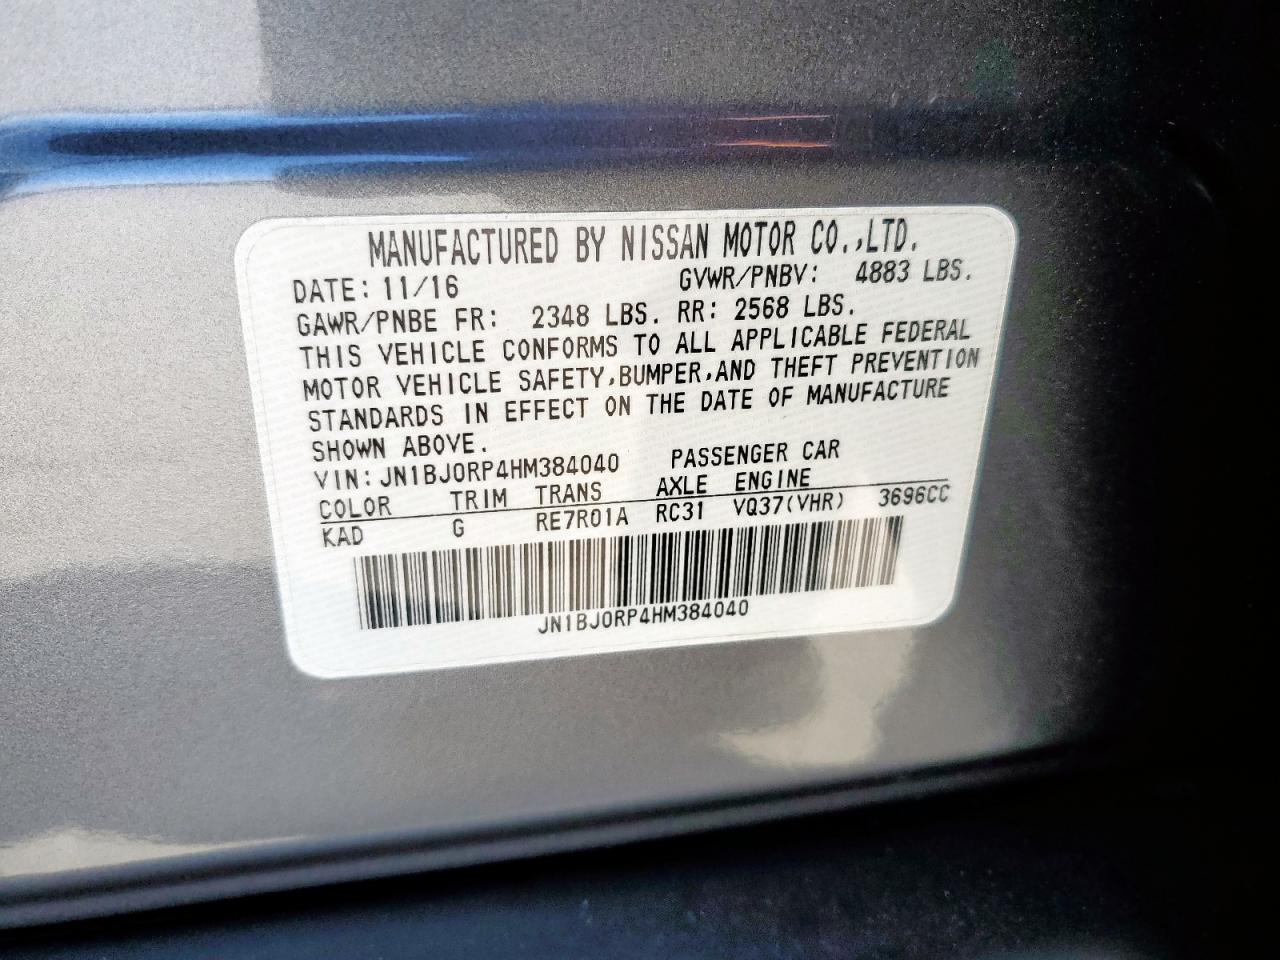 MANUFACTURED BY NISSAN MOTOR CO.,LTD.
DATE: 11/16 GVWR/PNBV: 4883 LBS.
GAWR/PNBE FR: 2348 LBS. RR: 2568 LBS.
THIS VEHICLE CONFORMS TO ALL APPLICABLE FEDERAL
MOTOR VEHICLE SAFETY,BUMPER,AND THEFT PREVENTION
STANDARDS IN EFFECT ON THE DATE OF MANUFACTURE
SHOWN ABOVE.
VIN:JN1BJ0RP4HM384040 PASSENGER CAR
COLOR TRIM TRANS AXLE ENGINE
KAD G RE7R01A RC31 VQ37(VHR) 3696CC
JN1BJ0RP4HM384040